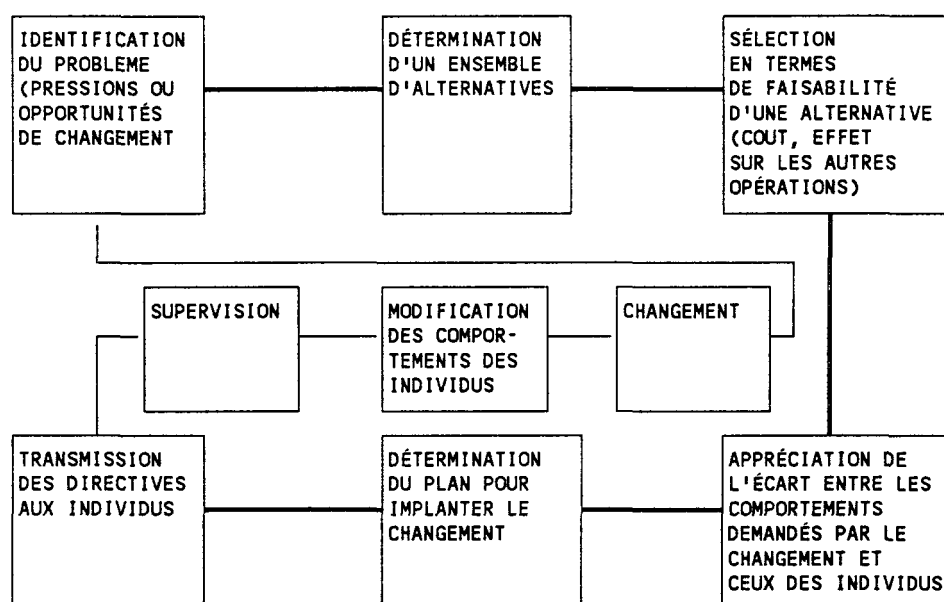 IDENTIFICATION
DU PROBLEME
(PRESSIONS OU
OPPORTUNITÉS
DE CHANGEMENT
DÉTERMINATION
D'UN ENSEMBLE
D'ALTERNATIVES
SÉLECTION
EN TERMES
DE FAISABILITÉ
D'UNE ALTERNATIVE
(COUT, EFFET
SUR LES AUTRES
OPÉRATIONS)
SUPERVISION
MODIFICATION
DES COMPOR-
TEMENTS DES
INDIVIDUS
CHANGEMENT
TRANSMISSION
DES DIRECTIVES
AUX INDIVIDUS
DÉTERMINATION
DU PLAN POUR
IMPLANTER LE
CHANGEMENT
APPRÉCIATION DE
L'ÉCART ENTRE LES
COMPORTEMENTS
DEMANDÉS PAR LE
CHANGEMENT ET
CEUX DES INDIVIDUS